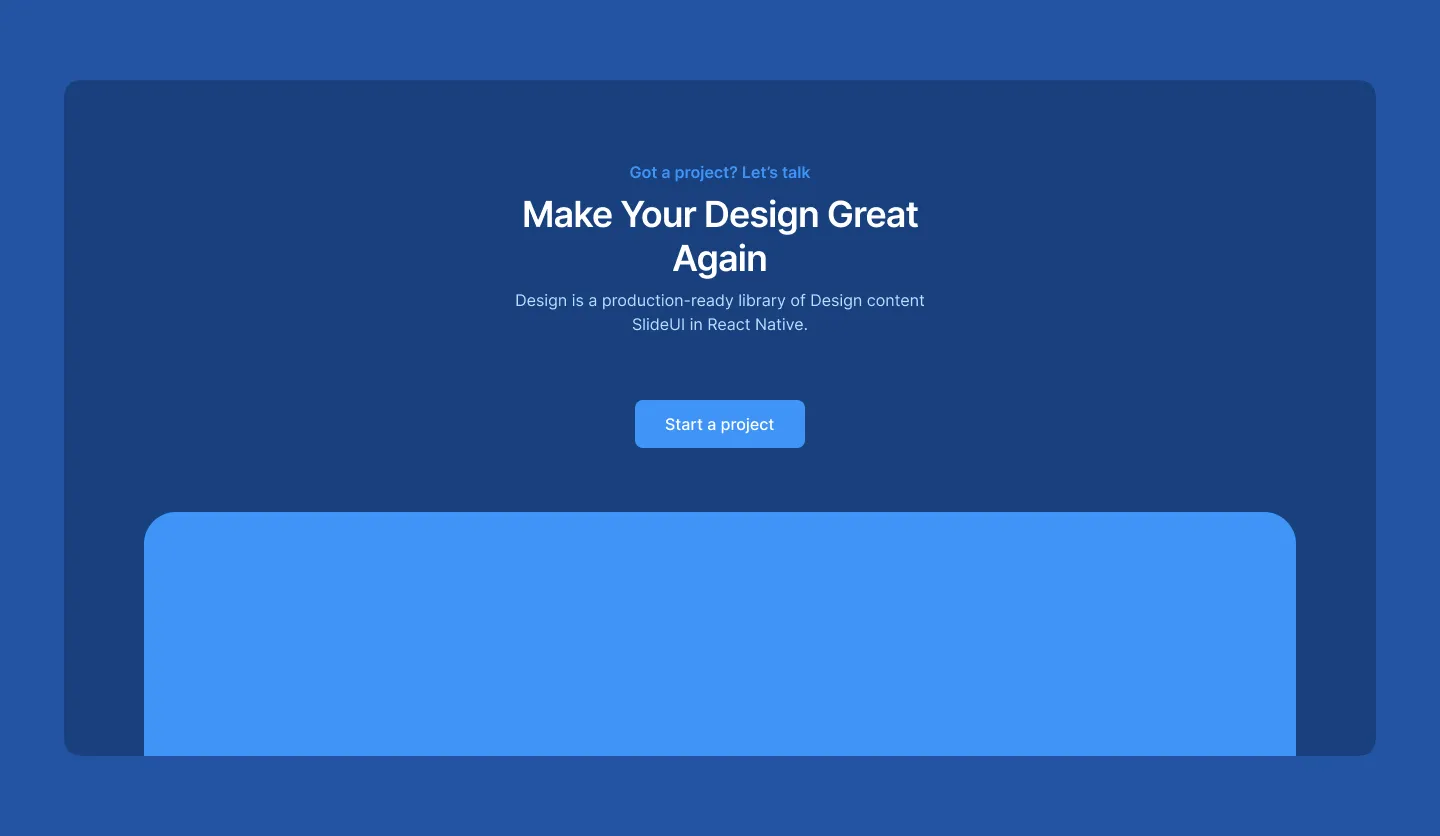 Got a project? Let’s talk
Make Your Design Great
Again
Design is a production-ready library of Design content
SlideUI in React Native.
Start a project